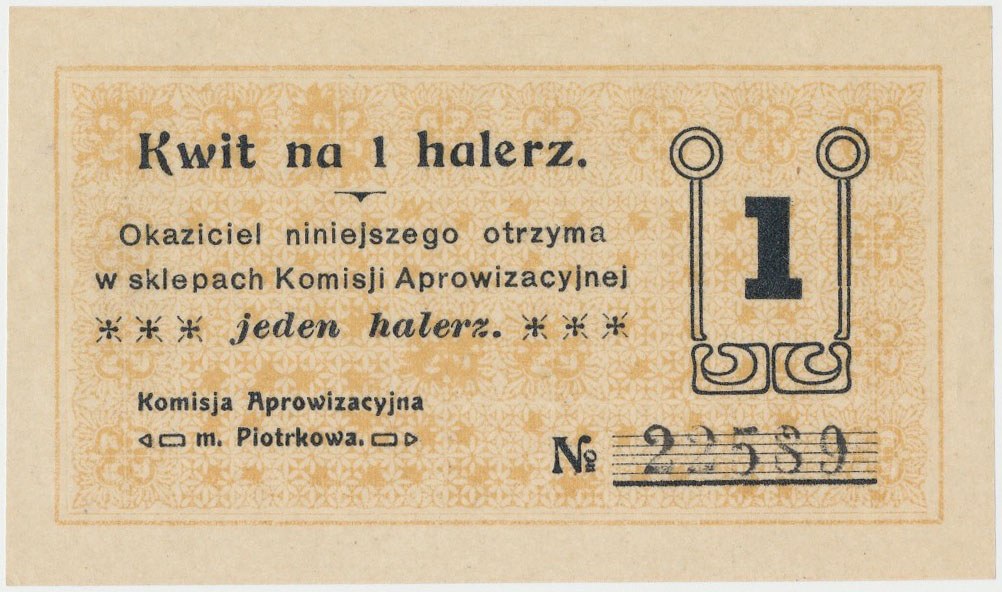 Kwit na 1 halerz.
Okaziciel niniejszego otrzyma
w sklepach Komisji Aprowizacyjnej
jeden halerz.
Komisja Aprowizacyjna
m. Piotrkowa.
1
№ 22589